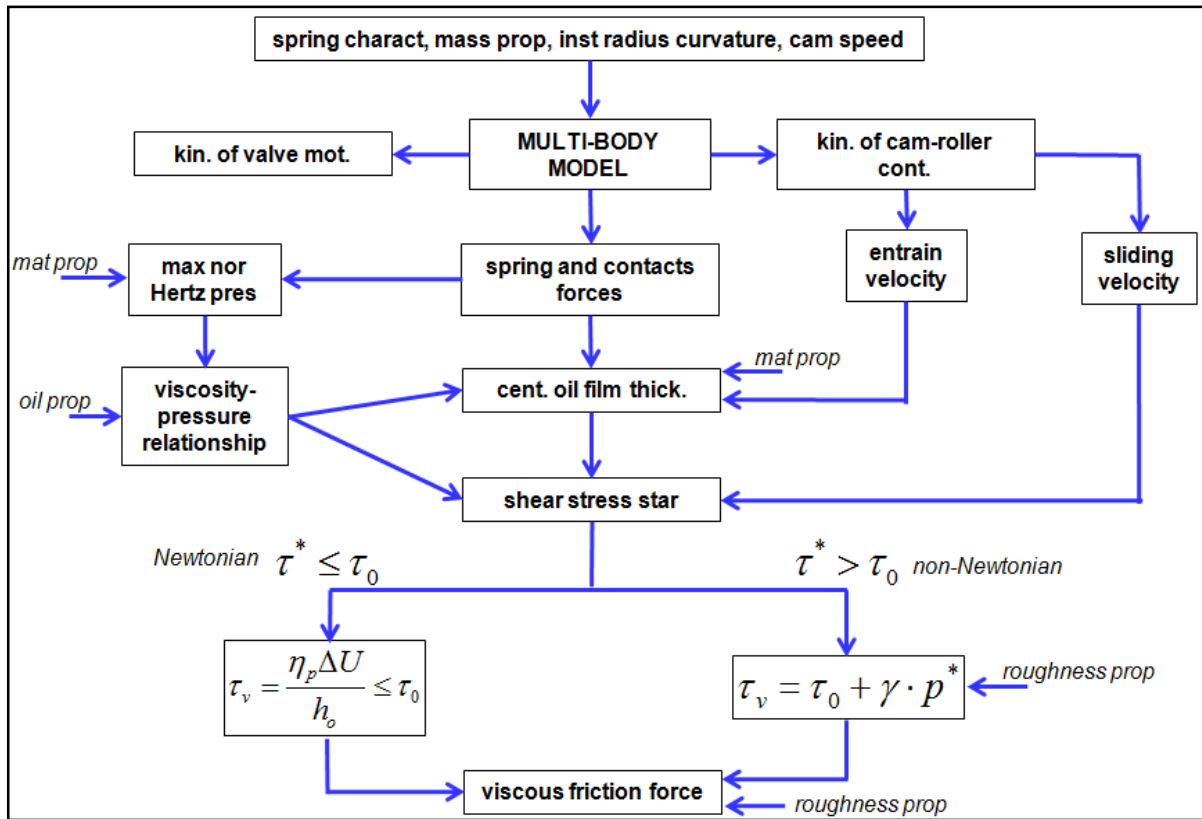 spring charact, mass prop, inst radius curvature, cam speed
kin. of valve mot.
MULTI-BODY
MODEL
kin. of cam-roller
cont.
mat prop
max nor
Hertz pres
spring and contacts
forces
entrain
velocity
sliding
velocity
oil prop
viscosity-
pressure
relationship
cent. oil film thick.
mat prop
shear stress star
Newtonian τ* ≤ τ₀
τ* > τ₀ non-Newtonian
τᵥ = ηₚΔU / hₒ ≤ τ₀
τᵥ = τ₀ + γ · p*
roughness prop
viscous friction force
roughness prop